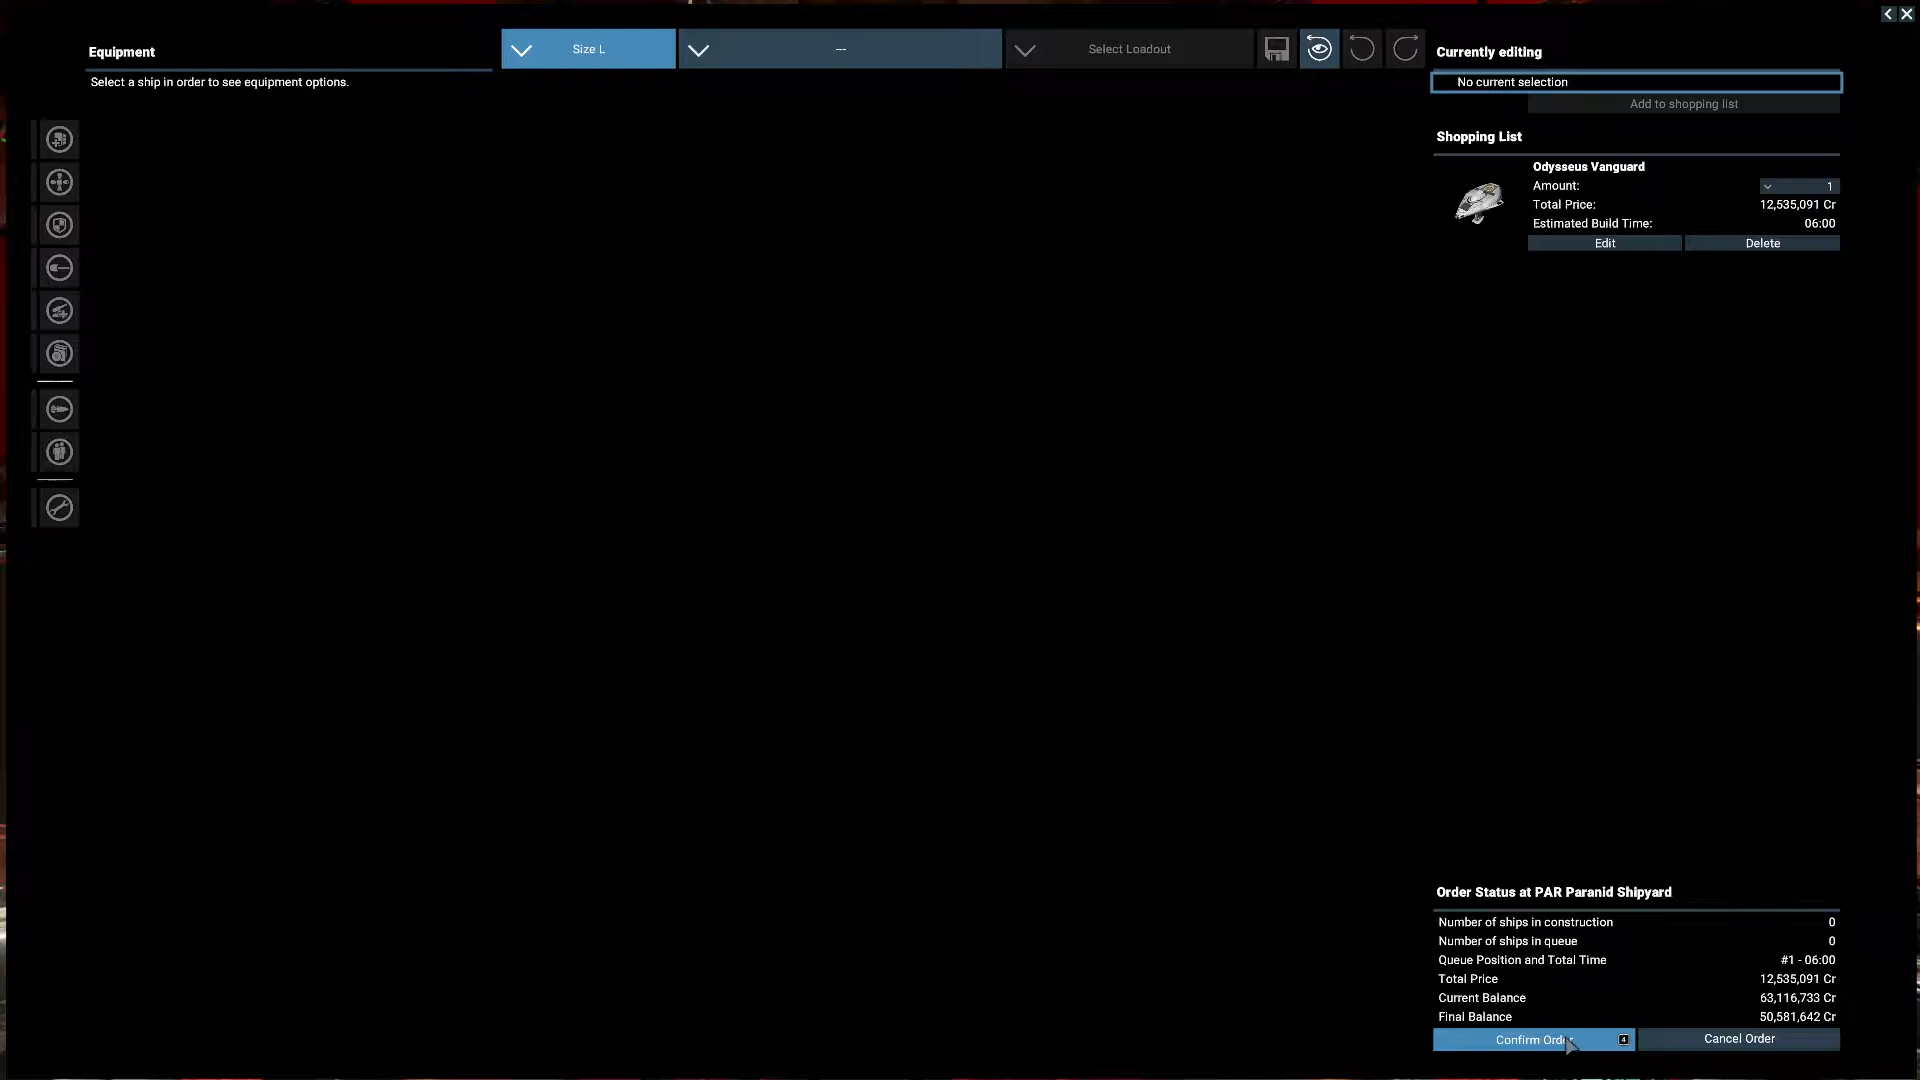 Equipment
Select a ship in order to see equipment options.
Size L
---
Select Loadout
Currently editing
No current selection
Add to shopping list
Shopping List
Odysseus Vanguard
Amount: 1
Total Price: 12,535,091 Cr
Estimated Build Time: 06:00
Edit Delete
Order Status at PAR Paranid Shipyard
Number of ships in construction 0
Number of ships in queue 0
Queue Position and Total Time #1 - 06:00
Total Price 12,535,091 Cr
Current Balance 63,116,733 Cr
Final Balance 50,581,642 Cr
Confirm Order 4 Cancel Order